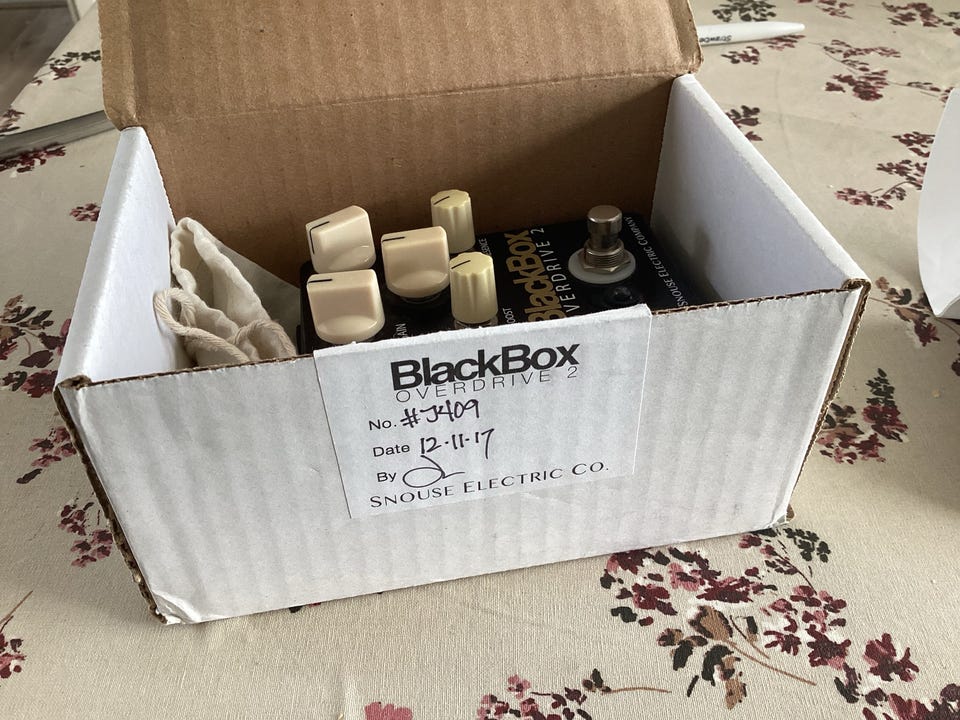 BlackBox
OVERDRIVE 2
SNOUSE ELECTRIC COMPANY
BOOST
BlackBox
OVERDRIVE 2
No. #J409
Date 12-11-17
By
SNOUSE ELECTRIC CO.